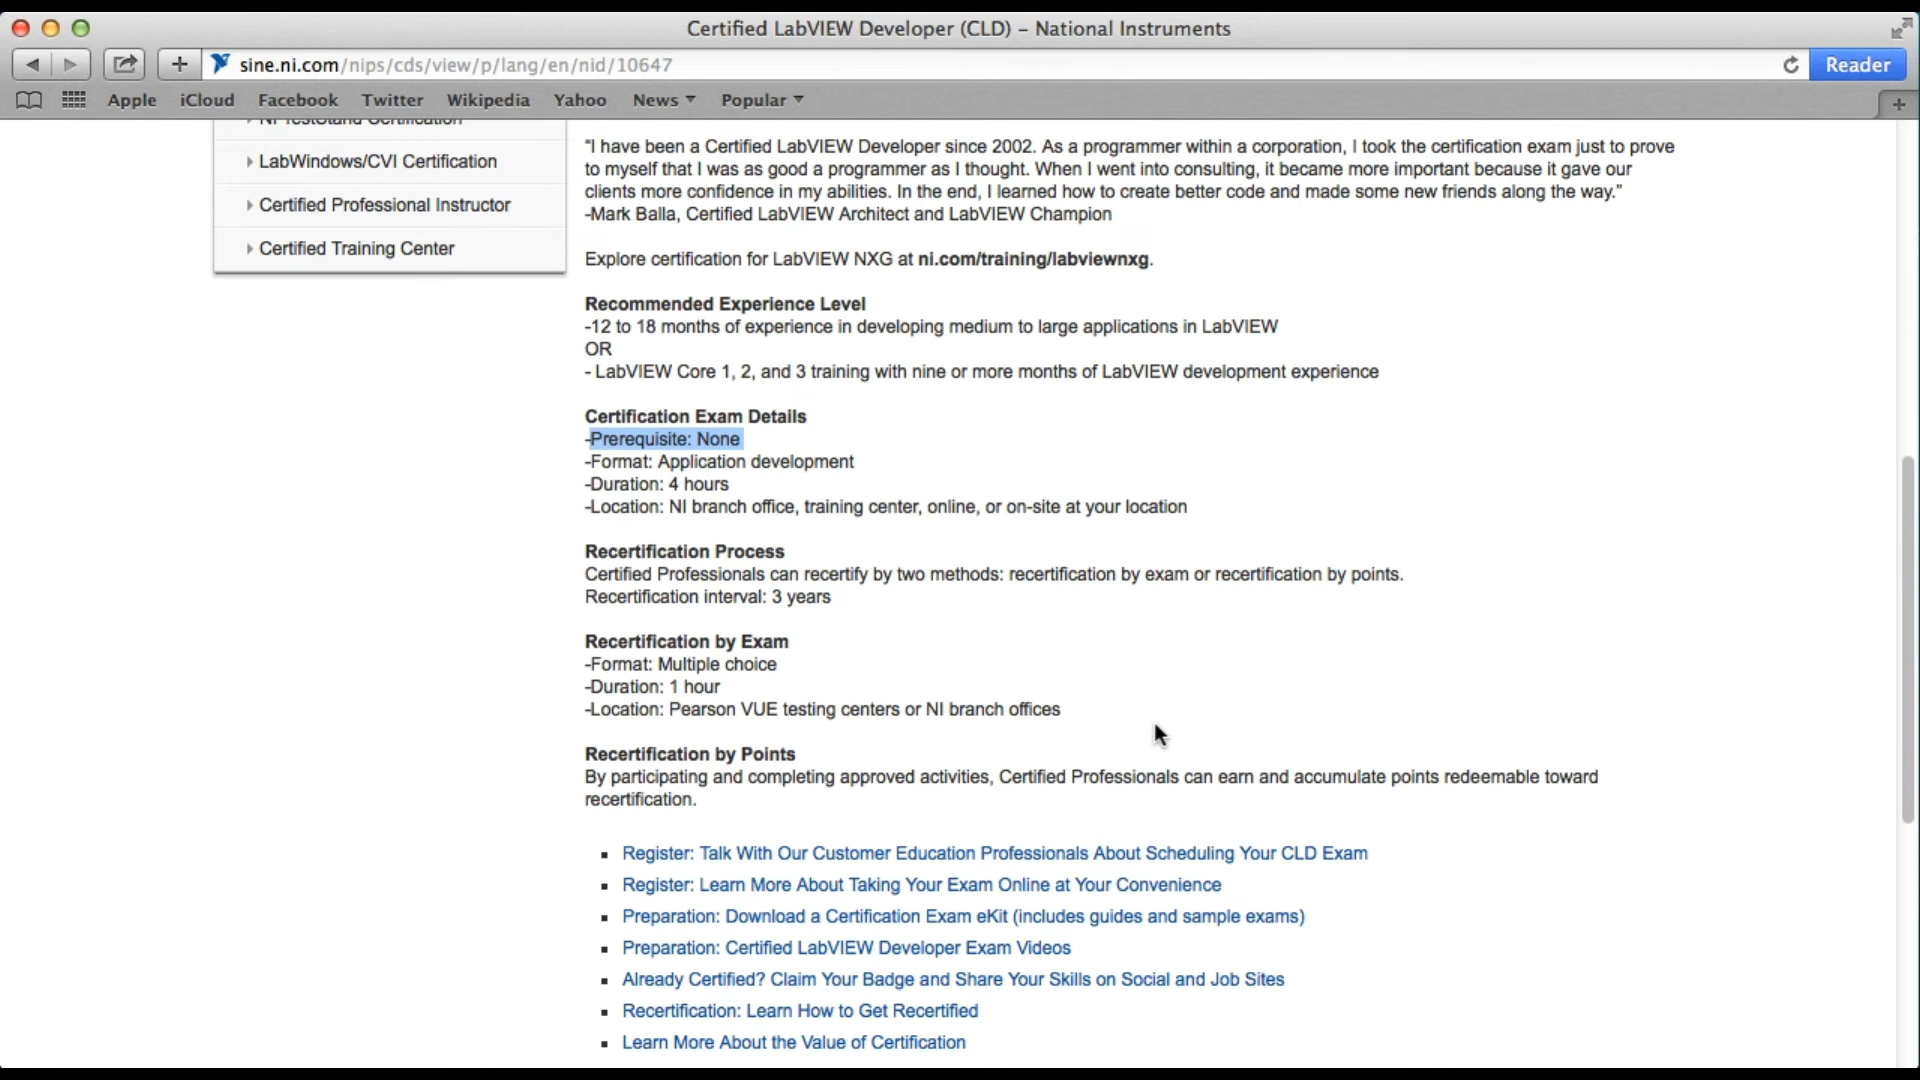 Certified LabVIEW Developer (CLD) – National Instruments
sine.ni.com/nips/cds/view/p/lang/en/nid/10647
Reader
Apple iCloud Facebook Twitter Wikipedia Yahoo News Popular
NI TestStand Certification
LabWindows/CVI Certification
Certified Professional Instructor
Certified Training Center
"I have been a Certified LabVIEW Developer since 2002. As a programmer within a corporation, I took the certification exam just to prove
to myself that I was as good a programmer as I thought. When I went into consulting, it became more important because it gave our
clients more confidence in my abilities. In the end, I learned how to create better code and made some new friends along the way.”
-Mark Balla, Certified LabVIEW Architect and LabVIEW Champion
Explore certification for LabVIEW NXG at ni.com/training/labviewnxg.
Recommended Experience Level
-12 to 18 months of experience in developing medium to large applications in LabVIEW
OR
- LabVIEW Core 1, 2, and 3 training with nine or more months of LabVIEW development experience
Certification Exam Details
-Prerequisite: None
-Format: Application development
-Duration: 4 hours
-Location: NI branch office, training center, online, or on-site at your location
Recertification Process
Certified Professionals can recertify by two methods: recertification by exam or recertification by points.
Recertification interval: 3 years
Recertification by Exam
-Format: Multiple choice
-Duration: 1 hour
-Location: Pearson VUE testing centers or NI branch offices
Recertification by Points
By participating and completing approved activities, Certified Professionals can earn and accumulate points redeemable toward
recertification.
Register: Talk With Our Customer Education Professionals About Scheduling Your CLD Exam
Register: Learn More About Taking Your Exam Online at Your Convenience
Preparation: Download a Certification Exam eKit (includes guides and sample exams)
Preparation: Certified LabVIEW Developer Exam Videos
Already Certified? Claim Your Badge and Share Your Skills on Social and Job Sites
Recertification: Learn How to Get Recertified
Learn More About the Value of Certification